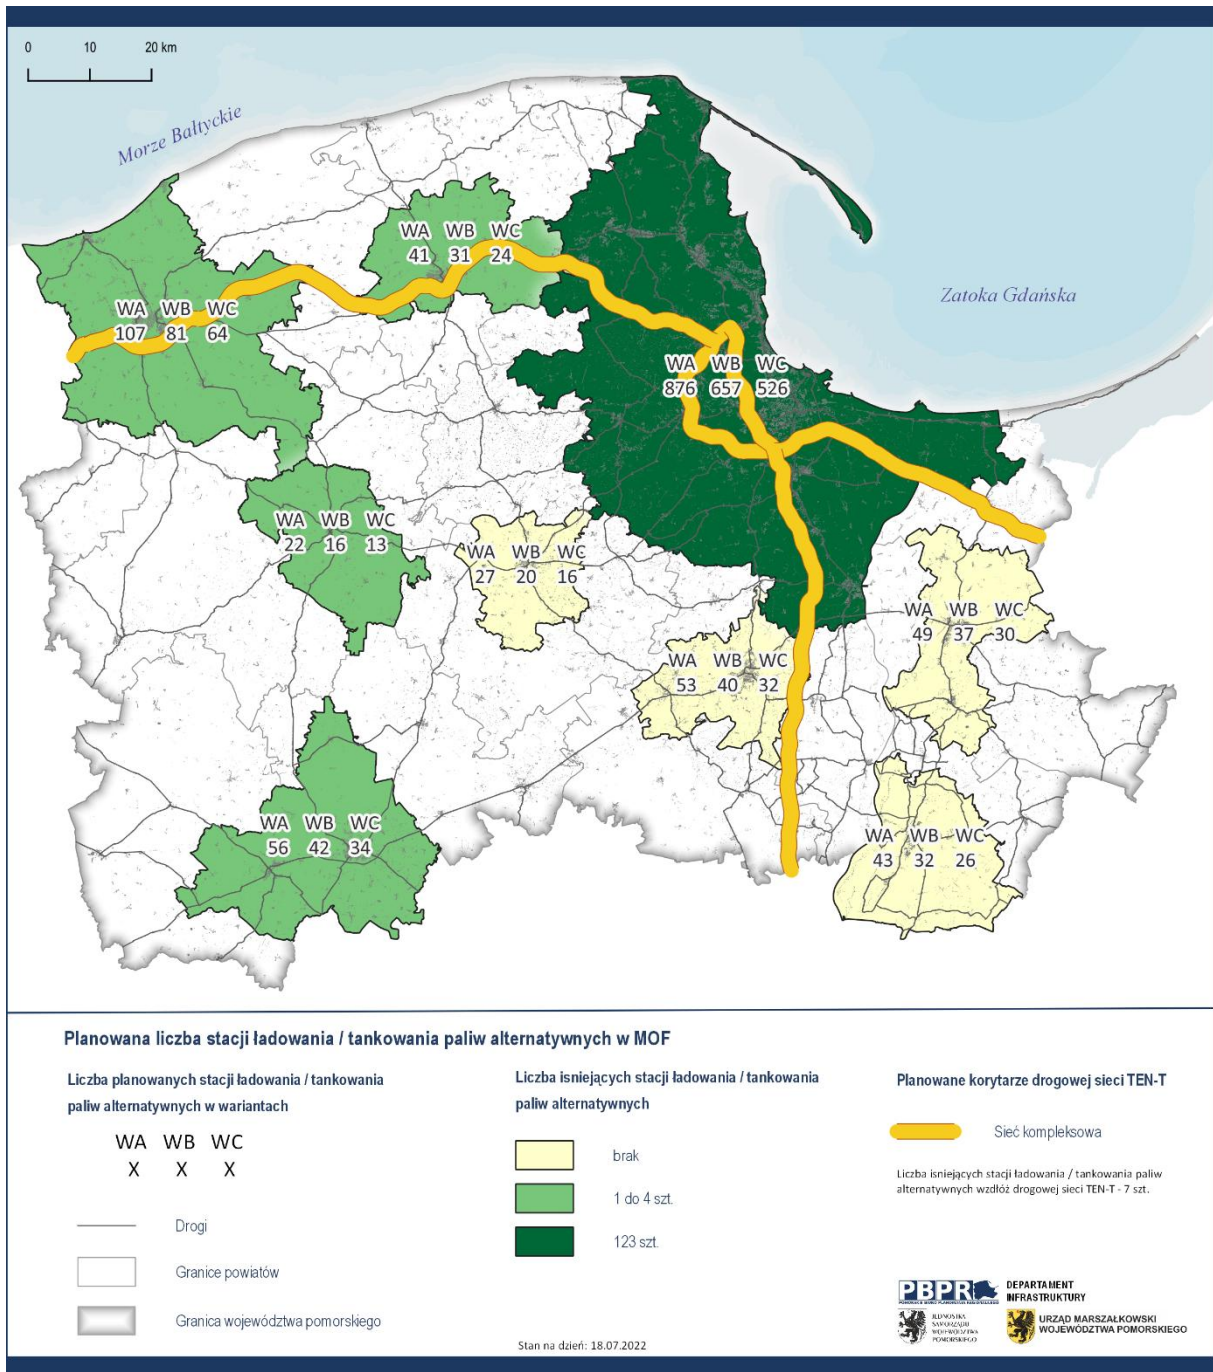 0 10 20 km
Morze Bałtyckie
Zatoka Gdańska
WA WB WC
41 31 24
WA WB WC
107 81 64
WA WB WC
876 657 526
WA WB WC
22 16 13
WA WB WC
27 20 16
WA WB WC
49 37 30
WA WB WC
53 40 32
WA WB WC
56 42 34
WA WB WC
43 32 26
Planowana liczba stacji ładowania / tankowania paliw alternatywnych w MOF
Liczba planowanych stacji ładowania / tankowania
paliw alternatywnych w wariantach
WA WB WC
X X X
Drogi
Granice powiatów
Granica województwa pomorskiego
Liczba isniejących stacji ładowania / tankowania
paliw alternatywnych
brak
1 do 4 szt.
123 szt.
Stan na dzień: 18.07.2022
Planowane korytarze drogowej sieci TEN-T
Sieć kompleksowa
Liczba isniejących stacji ładowania / tankowania paliw
alternatywnych wzdłóż drogowej sieci TEN-T - 7 szt.
PBPR
DEPARTAMENT
INFRASTRUKTURY
JEDNOSTKA
SAMORZĄDU
WOJEWÓDZTWA
POMORSKIEGO
URZĄD MARSZAŁKOWSKI
WOJEWÓDZTWA POMORSKIEGO